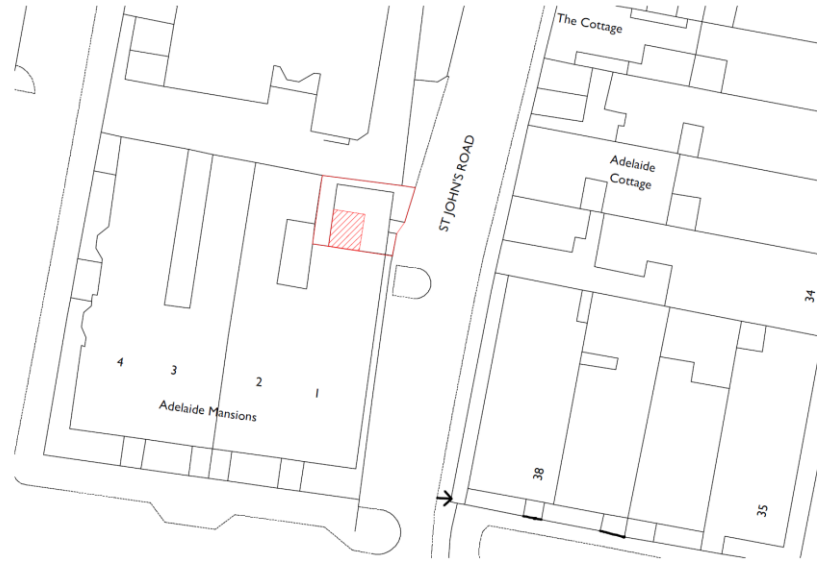 The Cottage
ST JOHN'S ROAD
Adelaide
Cottage
34
4
3
2
1
Adelaide Mansions
38
35